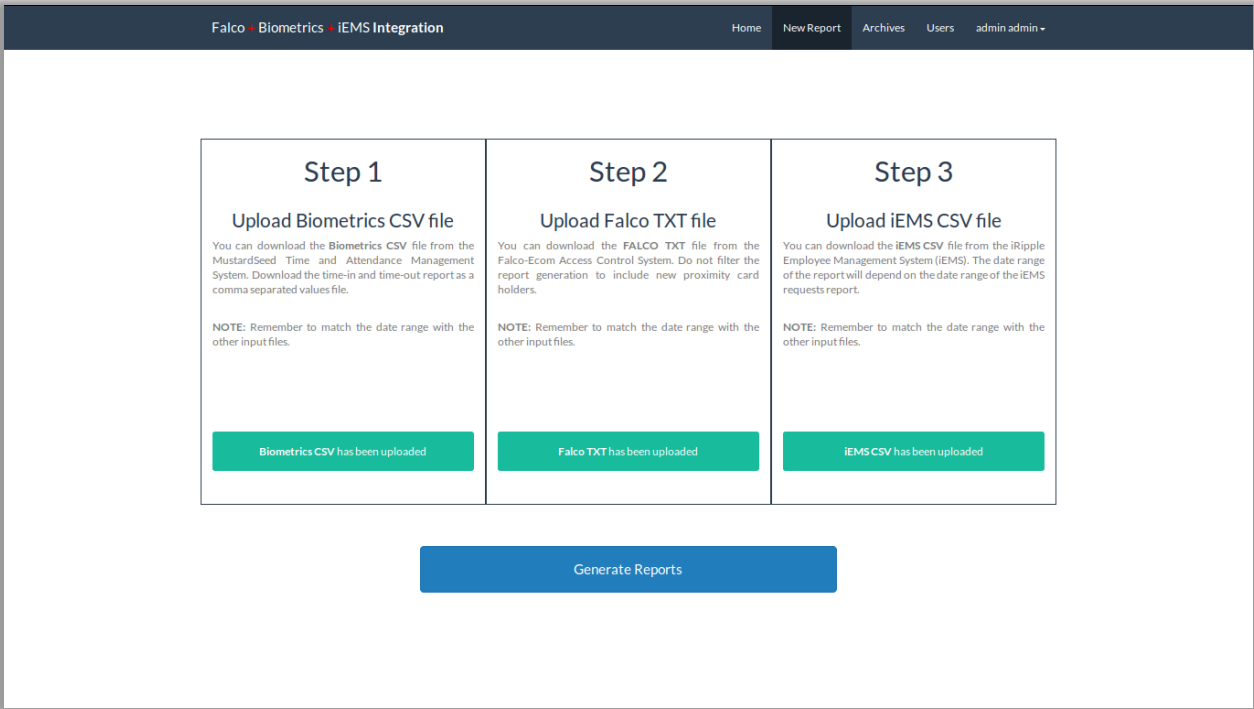 Falco + Biometrics + iEMS Integration
Home New Report Archives Users admin admin
Step 1
Upload Biometrics CSV file
You can download the Biometrics CSV file from the
MustardSeed Time and Attendance Management
System. Download the time-in and time-out report as a
comma separated values file.
NOTE: Remember to match the date range with the
other input files.
Biometrics CSV has been uploaded
Step 2
Upload Falco TXT file
You can download the FALCO TXT file from the
Falco-Ecom Access Control System. Do not filter the
report generation to include new proximity card
holders.
NOTE: Remember to match the date range with the
other input files.
Falco TXT has been uploaded
Step 3
Upload iEMS CSV file
You can download the iEMS CSV file from the iRipple
Employee Management System (iEMS). The date range
of the report will depend on the date range of the iEMS
requests report.
NOTE: Remember to match the date range with the
other input files.
iEMS CSV has been uploaded
Generate Reports